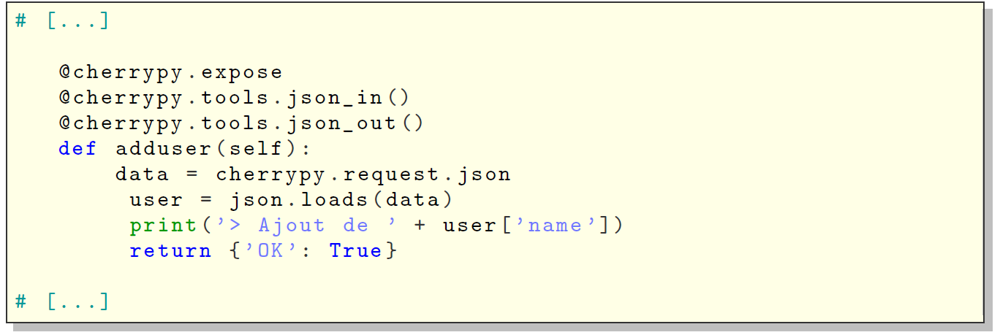 # [...]
    @cherrypy.expose
    @cherrypy.tools.json_in()
    @cherrypy.tools.json_out()
    def adduser(self):
        data = cherrypy.request.json
         user = json.loads(data)
         print('> Ajout de ' + user['name'])
         return {'OK': True}
# [...]